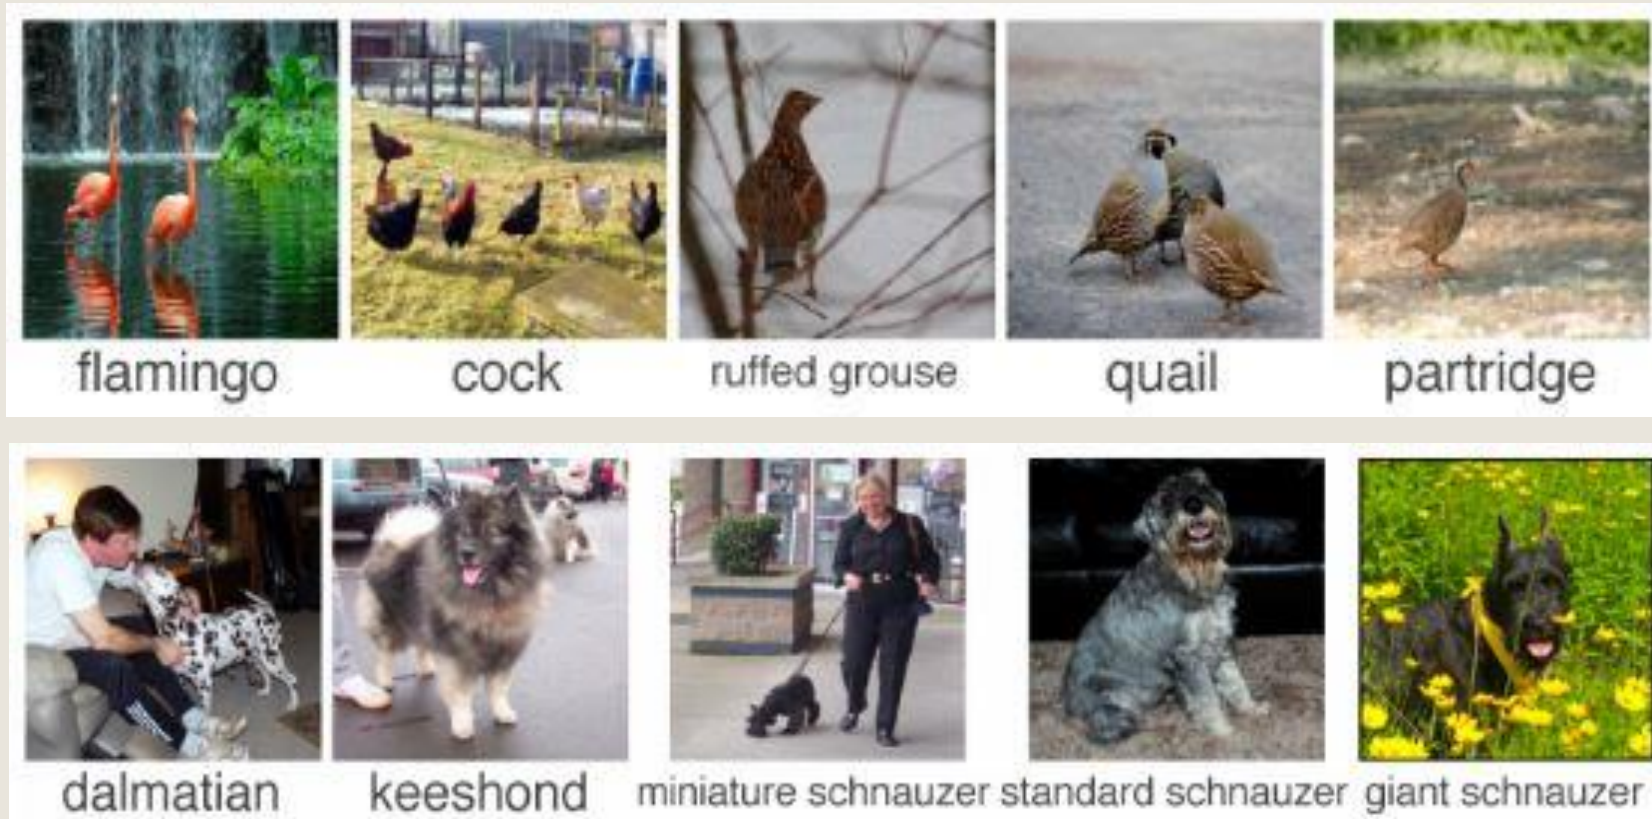 flamingo cock ruffed grouse quail partridge
dalmatian keeshond miniature schnauzer standard schnauzer giant schnauzer